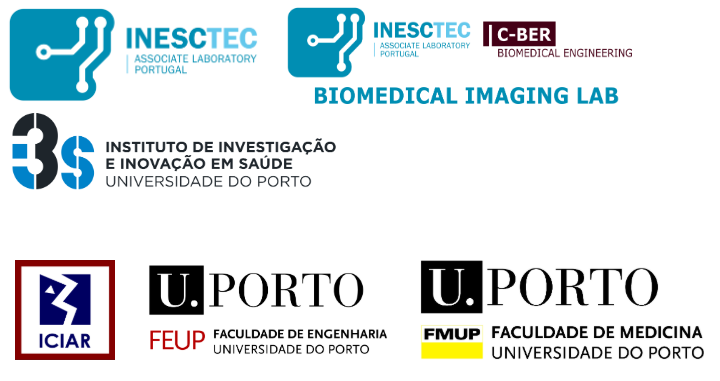 INESCTEC
ASSOCIATE LABORATORY
PORTUGAL
INESCTEC
ASSOCIATE LABORATORY
PORTUGAL
C-BER
BIOMEDICAL ENGINEERING
BIOMEDICAL IMAGING LAB
i3s
INSTITUTO DE INVESTIGAÇÃO
E INOVAÇÃO EM SAÚDE
UNIVERSIDADE DO PORTO
ICIAR
U.PORTO
FEUP
FACULDADE DE ENGENHARIA
UNIVERSIDADE DO PORTO
U.PORTO
FMUP
FACULDADE DE MEDICINA
UNIVERSIDADE DO PORTO